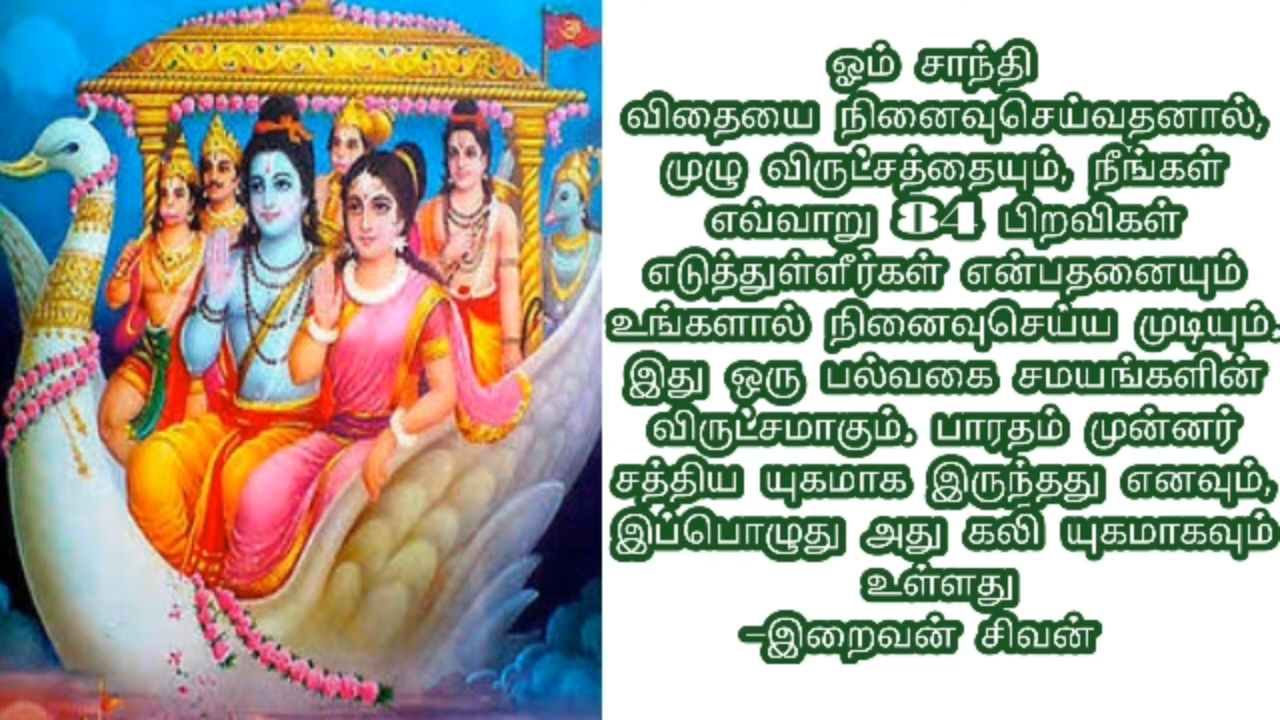 ஓம் சாந்தி
விதையை நினைவுசெய்வதனால்,
முழு விருட்சத்தையும், நீங்கள்
எவ்வாறு 84 பிறவிகள்
எடுத்துள்ளீர்கள் என்பதனையும்
உங்களால் நினைவுசெய்ய முடியும்.
இது ஒரு பல்வகை சமயங்களின்
விருட்சமாகும். பாரதம் முன்னர்
சத்திய யுகமாக இருந்தது எனவும்,
இப்பொழுது அது கலி யுகமாகவும்
உள்ளது
-இறைவன் சிவன்